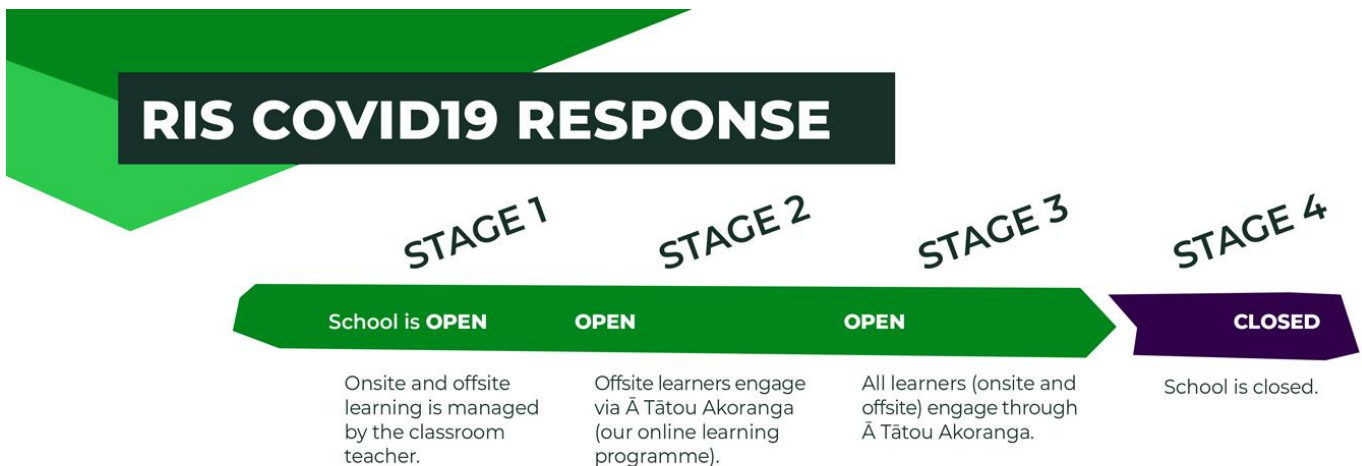 RIS COVID19 RESPONSE
STAGE 1
STAGE 2
STAGE 3
STAGE 4
School is OPEN
OPEN
OPEN
CLOSED
Onsite and offsite
learning is managed
by the classroom
teacher.
Offsite learners engage
via Ā Tātou Akoranga
(our online learning
programme).
All learners (onsite and
offsite) engage through
Ā Tātou Akoranga.
School is closed.